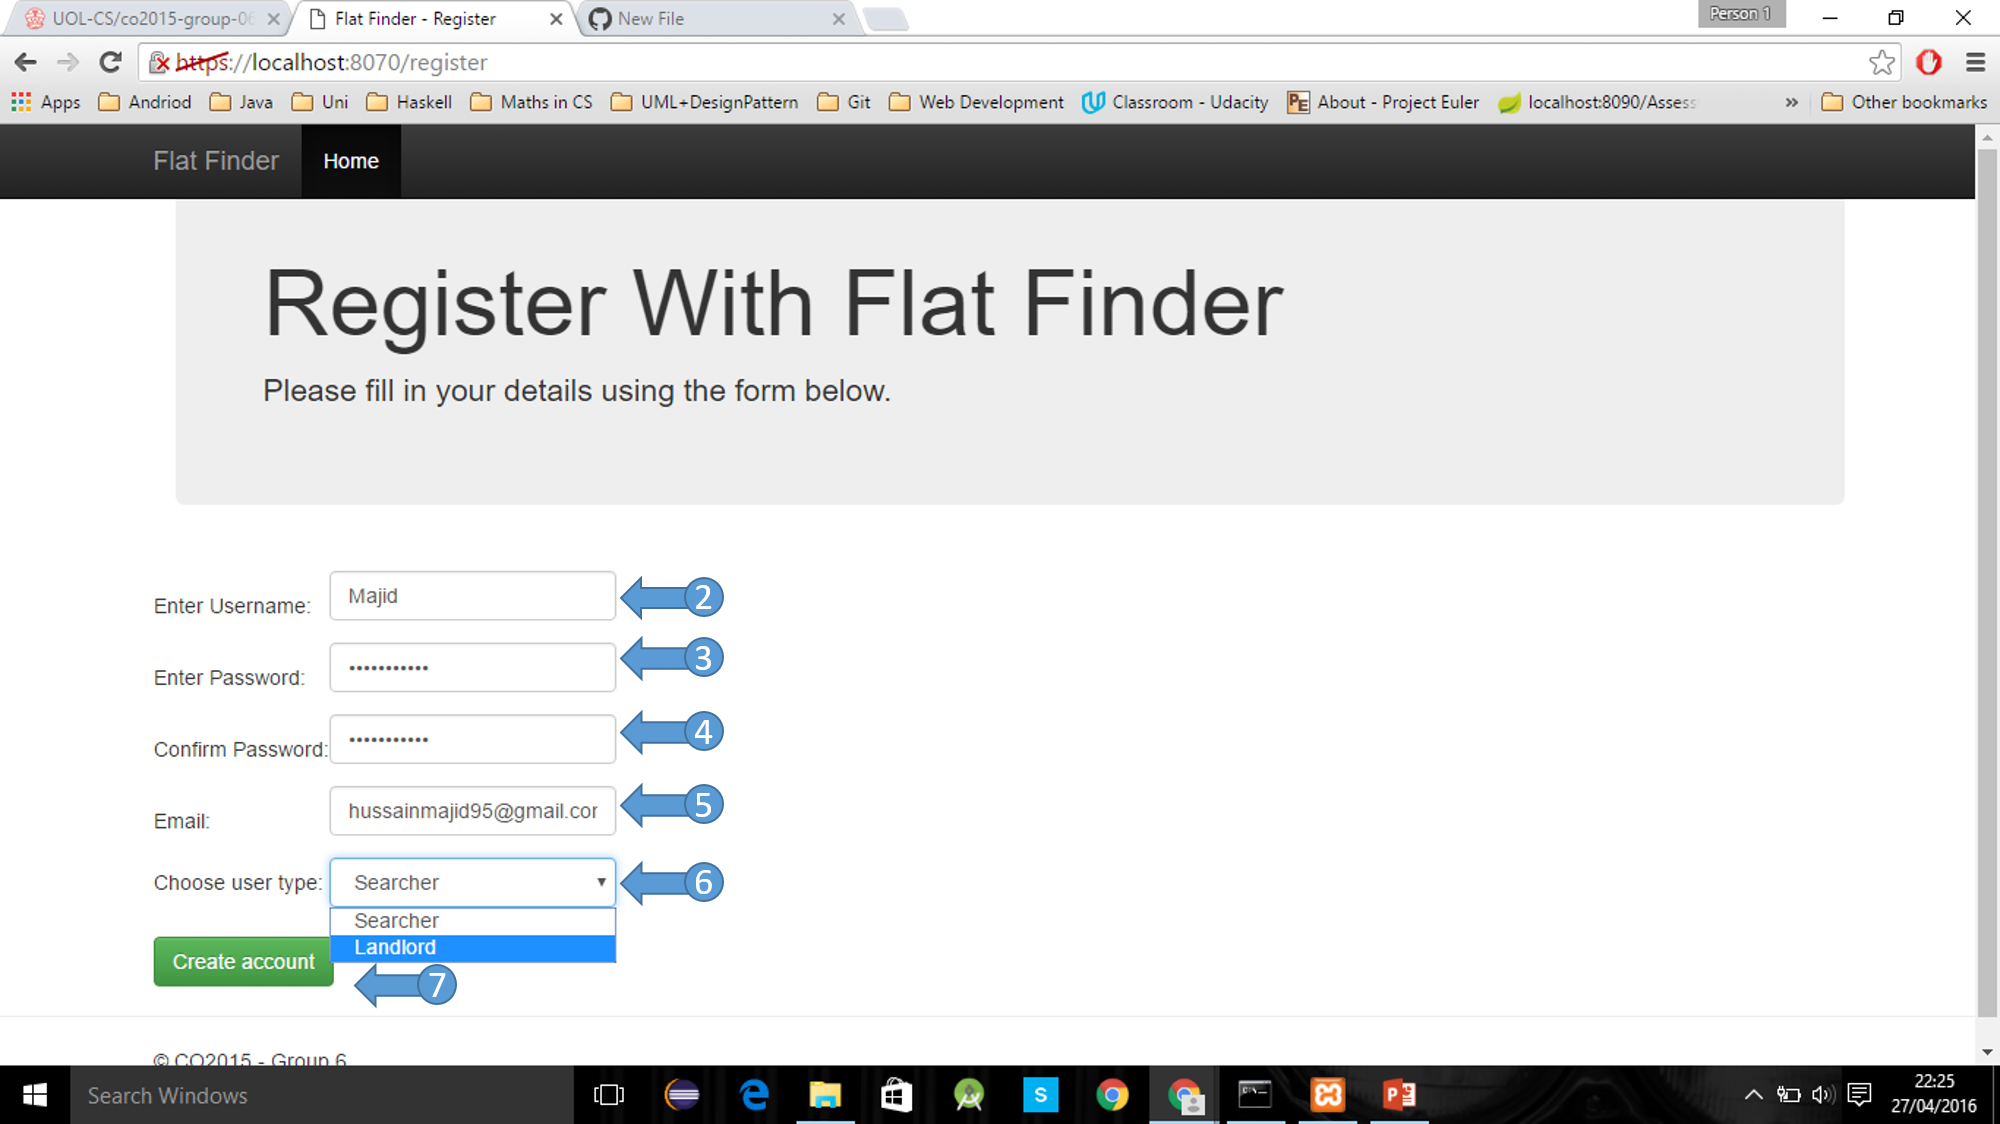 UOL-CS/co2015-group-06
Flat Finder - Register
New File
Person 1
https://localhost:8070/register
Apps
Andriod
Java
Uni
Haskell
Maths in CS
UML+DesignPattern
Git
Web Development
Classroom - Udacity
PE About - Project Euler
localhost:8090/Assess
»
Other bookmarks
Flat Finder
Home
Register With Flat Finder
Please fill in your details using the form below.
Enter Username:
Majid
2
Enter Password:
•••••••••••
3
Confirm Password:
•••••••••••
4
Email:
hussainmajid95@gmail.cor
5
Choose user type:
Searcher
6
Searcher
Landlord
Create account
7
© CO2015 - Group 6
Search Windows
22:25
27/04/2016